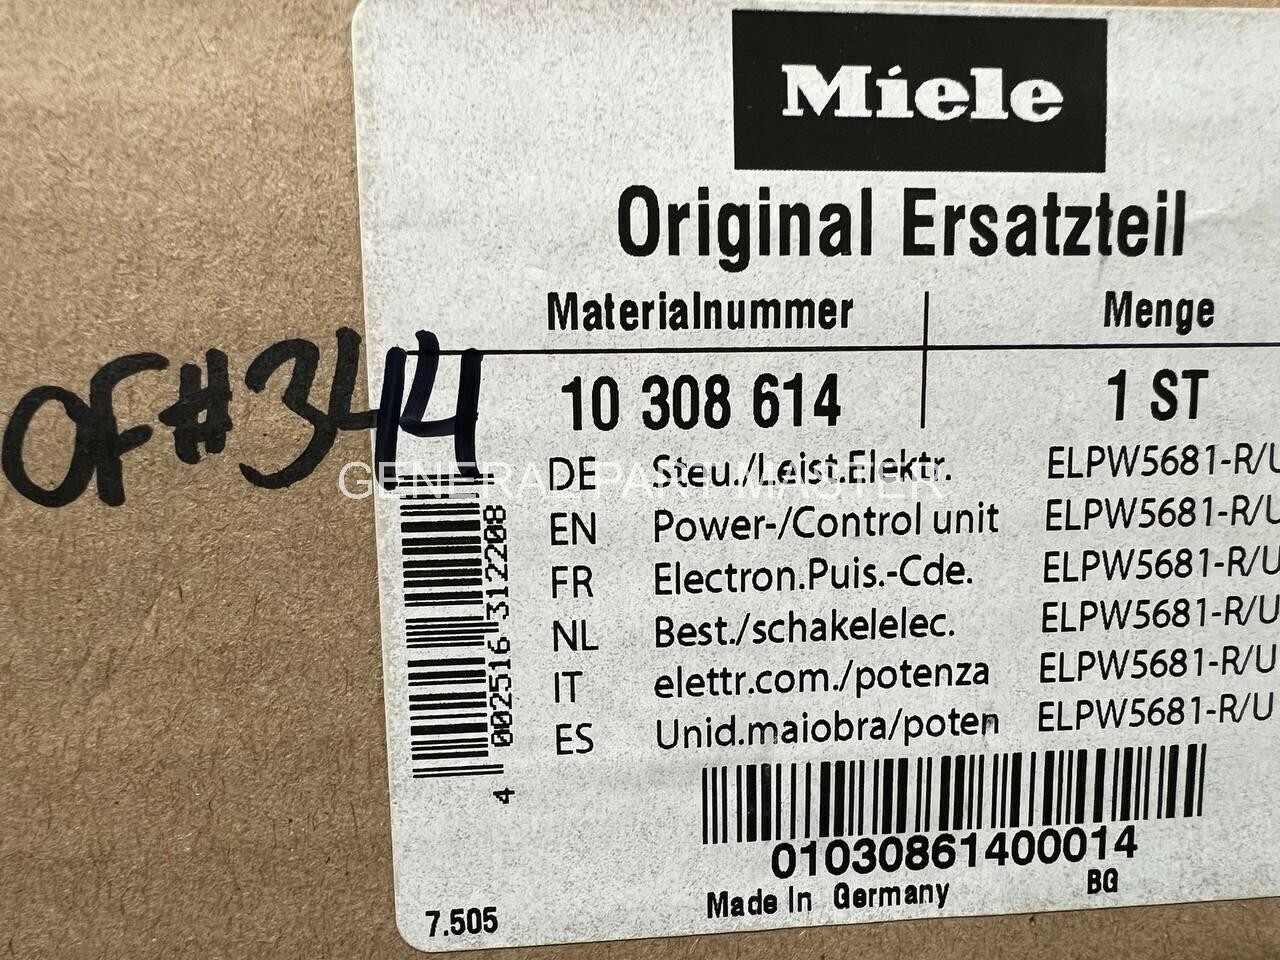 Miele
Original Ersatzteil
Materialnummer Menge
10 308 614 1 ST
OF#344
GENERAL PART MASTER
DE Steu./Leist.Elektr. ELPW5681-R/U
EN Power-/Control unit ELPW5681-R/U
FR Electron.Puis.-Cde. ELPW5681-R/U
NL Best./schakelelec. ELPW5681-R/U
IT elettr.com./potenza ELPW5681-R/U
ES Unid.maiobra/poten ELPW5681-R/U
4 002516 312208
01030861400014
Made In Germany BG
7.505